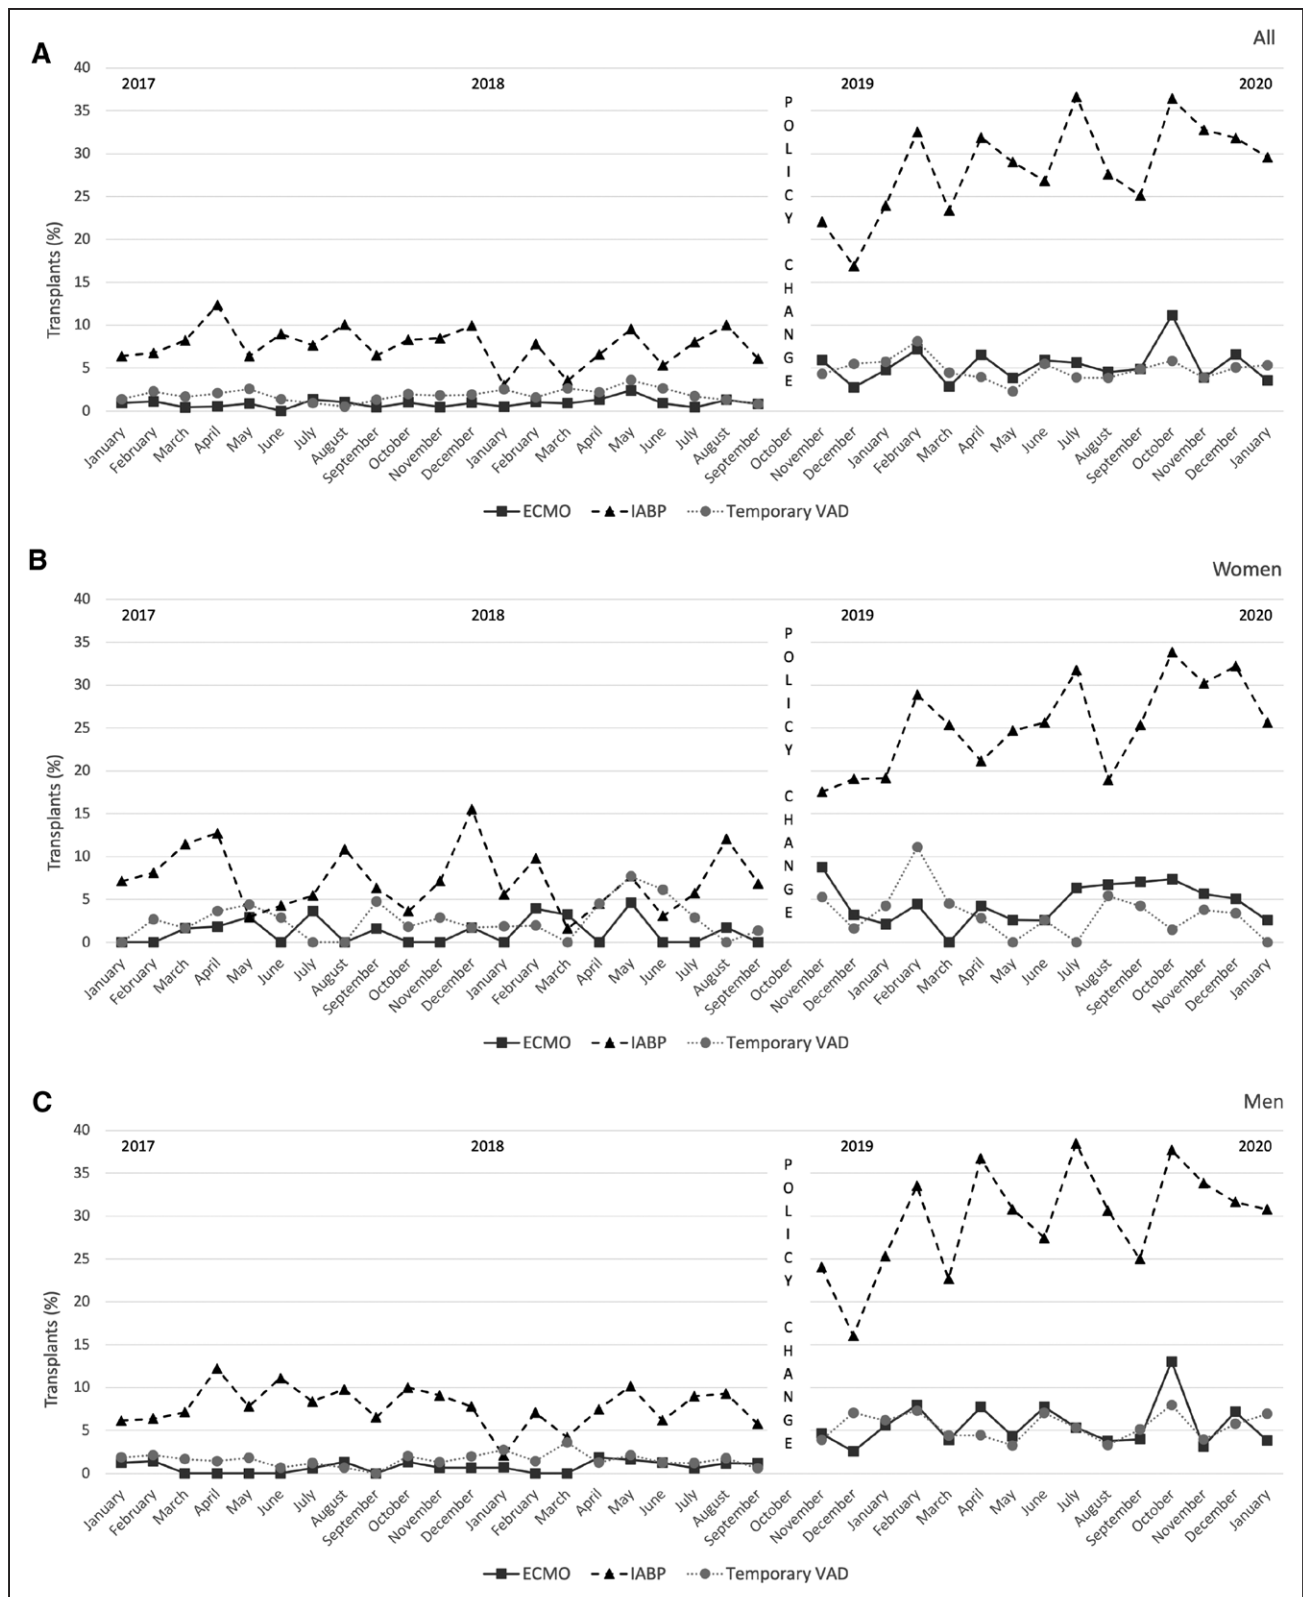 A
All
40
2017
2018
2019
2020
35
30
25
20
15
10
5
0
Transplants (%)
POLICY CHANGE
January
February
March
April
May
June
July
August
September
October
November
December
January
February
March
April
May
June
July
August
September
October
November
December
January
February
March
April
May
June
July
August
September
October
November
December
January
ECMO IABP Temporary VAD
B
Women
40
2017
2018
2019
2020
35
30
25
20
15
10
5
0
Transplants (%)
POLICY CHANGE
January
February
March
April
May
June
July
August
September
October
November
December
January
February
March
April
May
June
July
August
September
October
November
December
January
February
March
April
May
June
July
August
September
October
November
December
January
ECMO IABP Temporary VAD
C
Men
40
2017
2018
2019
2020
35
30
25
20
15
10
5
0
Transplants (%)
POLICY CHANGE
January
February
March
April
May
June
July
August
September
October
November
December
January
February
March
April
May
June
July
August
September
October
November
December
January
February
March
April
May
June
July
August
September
October
November
December
January
ECMO IABP Temporary VAD